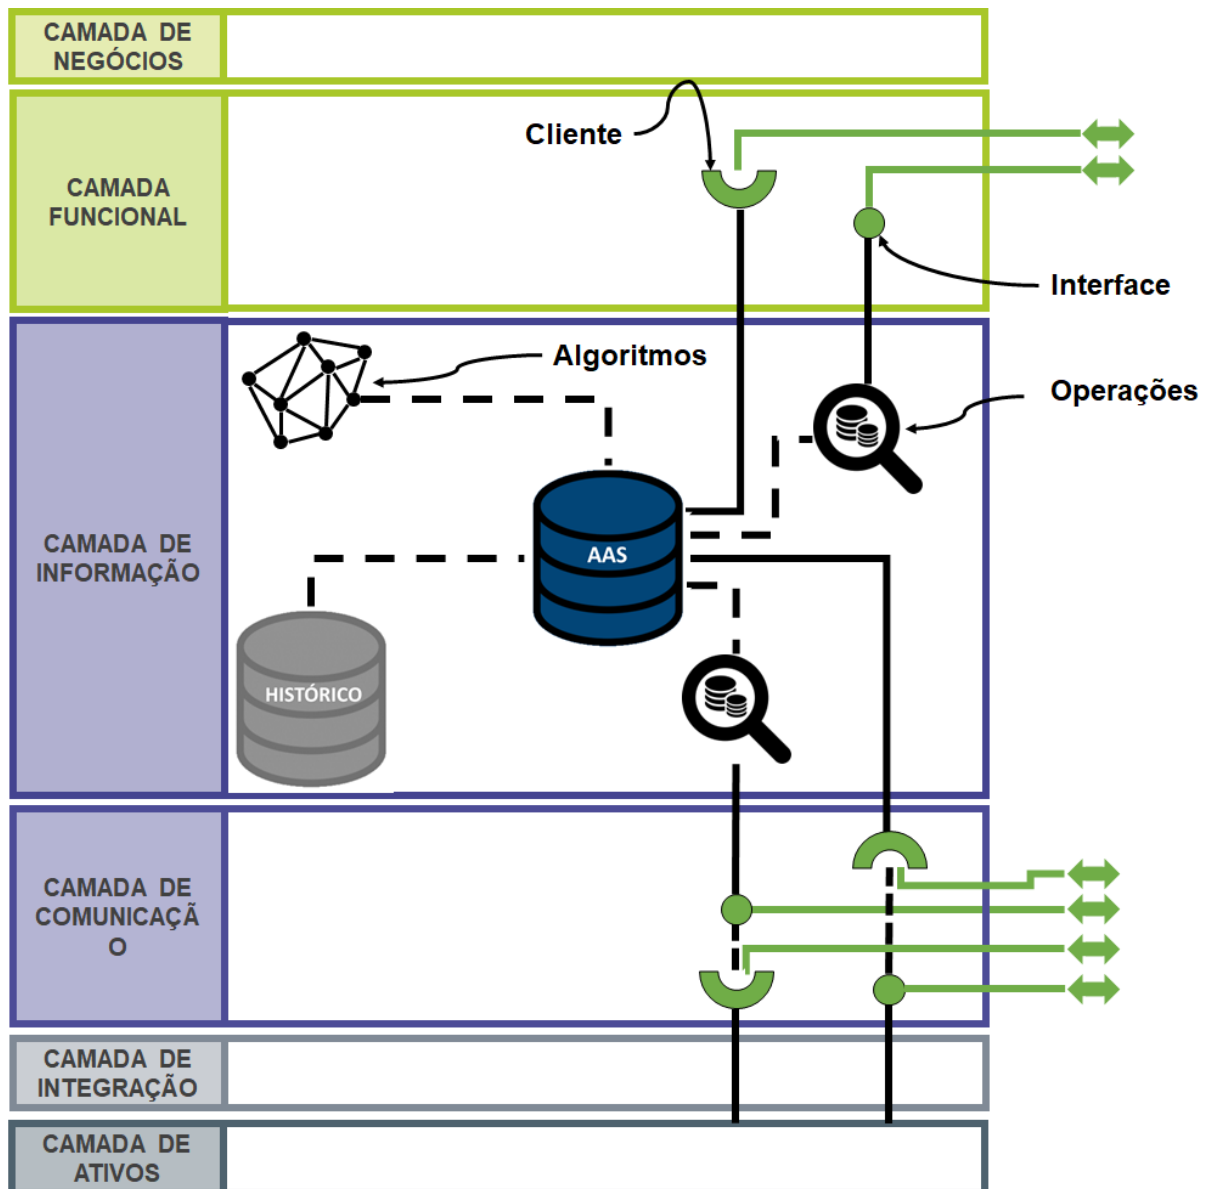 CAMADA DE
NEGÓCIOS
Cliente
CAMADA
FUNCIONAL
Interface
Algoritmos
Operações
CAMADA DE
INFORMAÇÃO
AAS
HISTÓRICO
CAMADA DE
COMUNICAÇÃ
O
CAMADA DE
INTEGRAÇÃO
CAMADA DE
ATIVOS